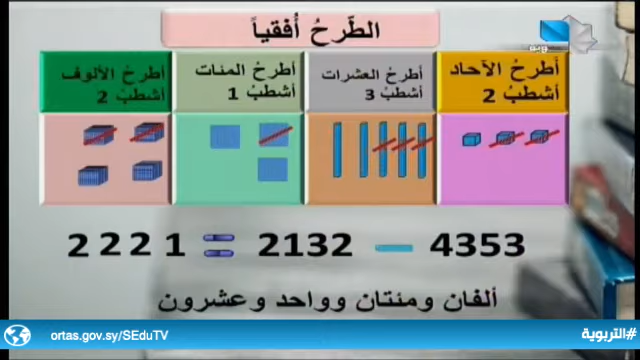 الطّرحُ أُفقياً
أطرحُ الآحاد
أشطبُ 2
أطرحُ العشرات
أشطبُ 3
أطرحُ المئات
أشطبُ 1
أطرحُ الألوف
أشطبُ 2
4353 − 2132 = 2221
ألفان ومئتان وواحد وعشرون
#التربوية
ortas.gov.sy/SEduTV